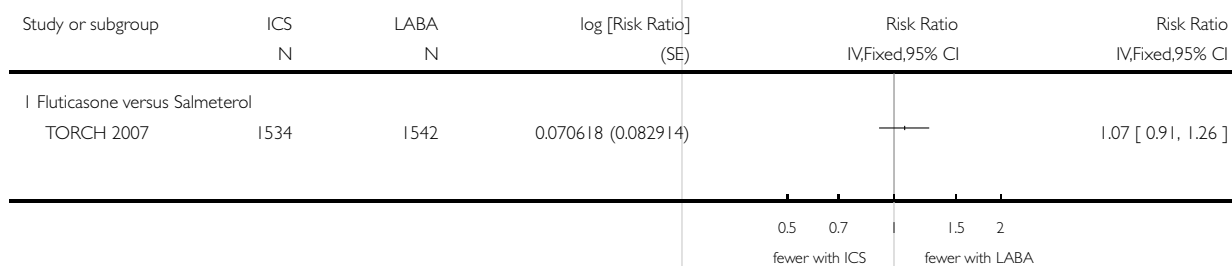 Study or subgroup ICS LABA log [Risk Ratio] Risk Ratio Risk Ratio
N N (SE) IV,Fixed,95% CI IV,Fixed,95% CI
1 Fluticasone versus Salmeterol
TORCH 2007 1534 1542 0.070618 (0.082914) 1.07 [ 0.91, 1.26 ]
0.5 0.7 1 1.5 2
fewer with ICS fewer with LABA